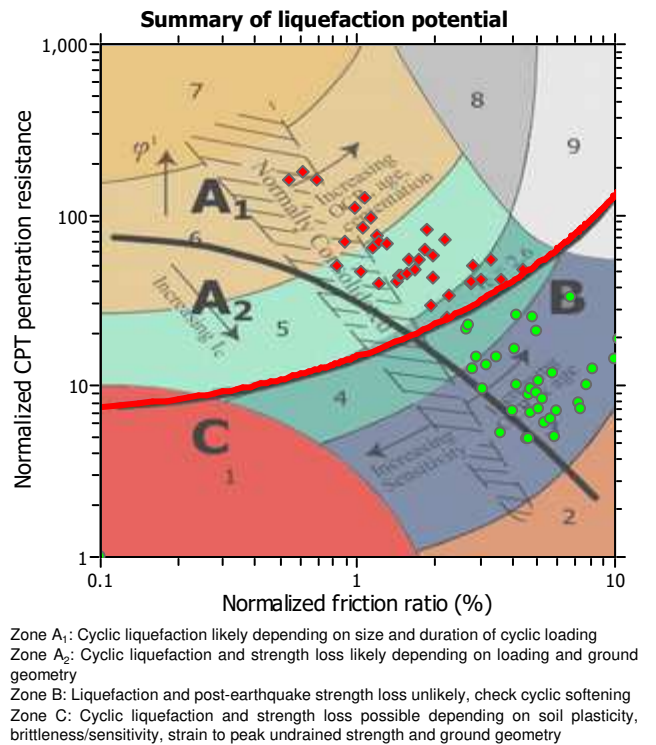 Summary of liquefaction potential
Normalized CPT penetration resistance
1,000
100
10
1
0.1
1
10
Normalized friction ratio (%)
7
8
9
φ'
A1
Normally Consolidated
Increasing
OCR, age,
cementation
6
A2
Increasing Ic
5
3,6
B
4
C
1
Increasing
Sensitivity
2
Zone A1: Cyclic liquefaction likely depending on size and duration of cyclic loading
Zone A2: Cyclic liquefaction and strength loss likely depending on loading and ground
geometry
Zone B: Liquefaction and post-earthquake strength loss unlikely, check cyclic softening
Zone C: Cyclic liquefaction and strength loss possible depending on soil plasticity,
brittleness/sensitivity, strain to peak undrained strength and ground geometry